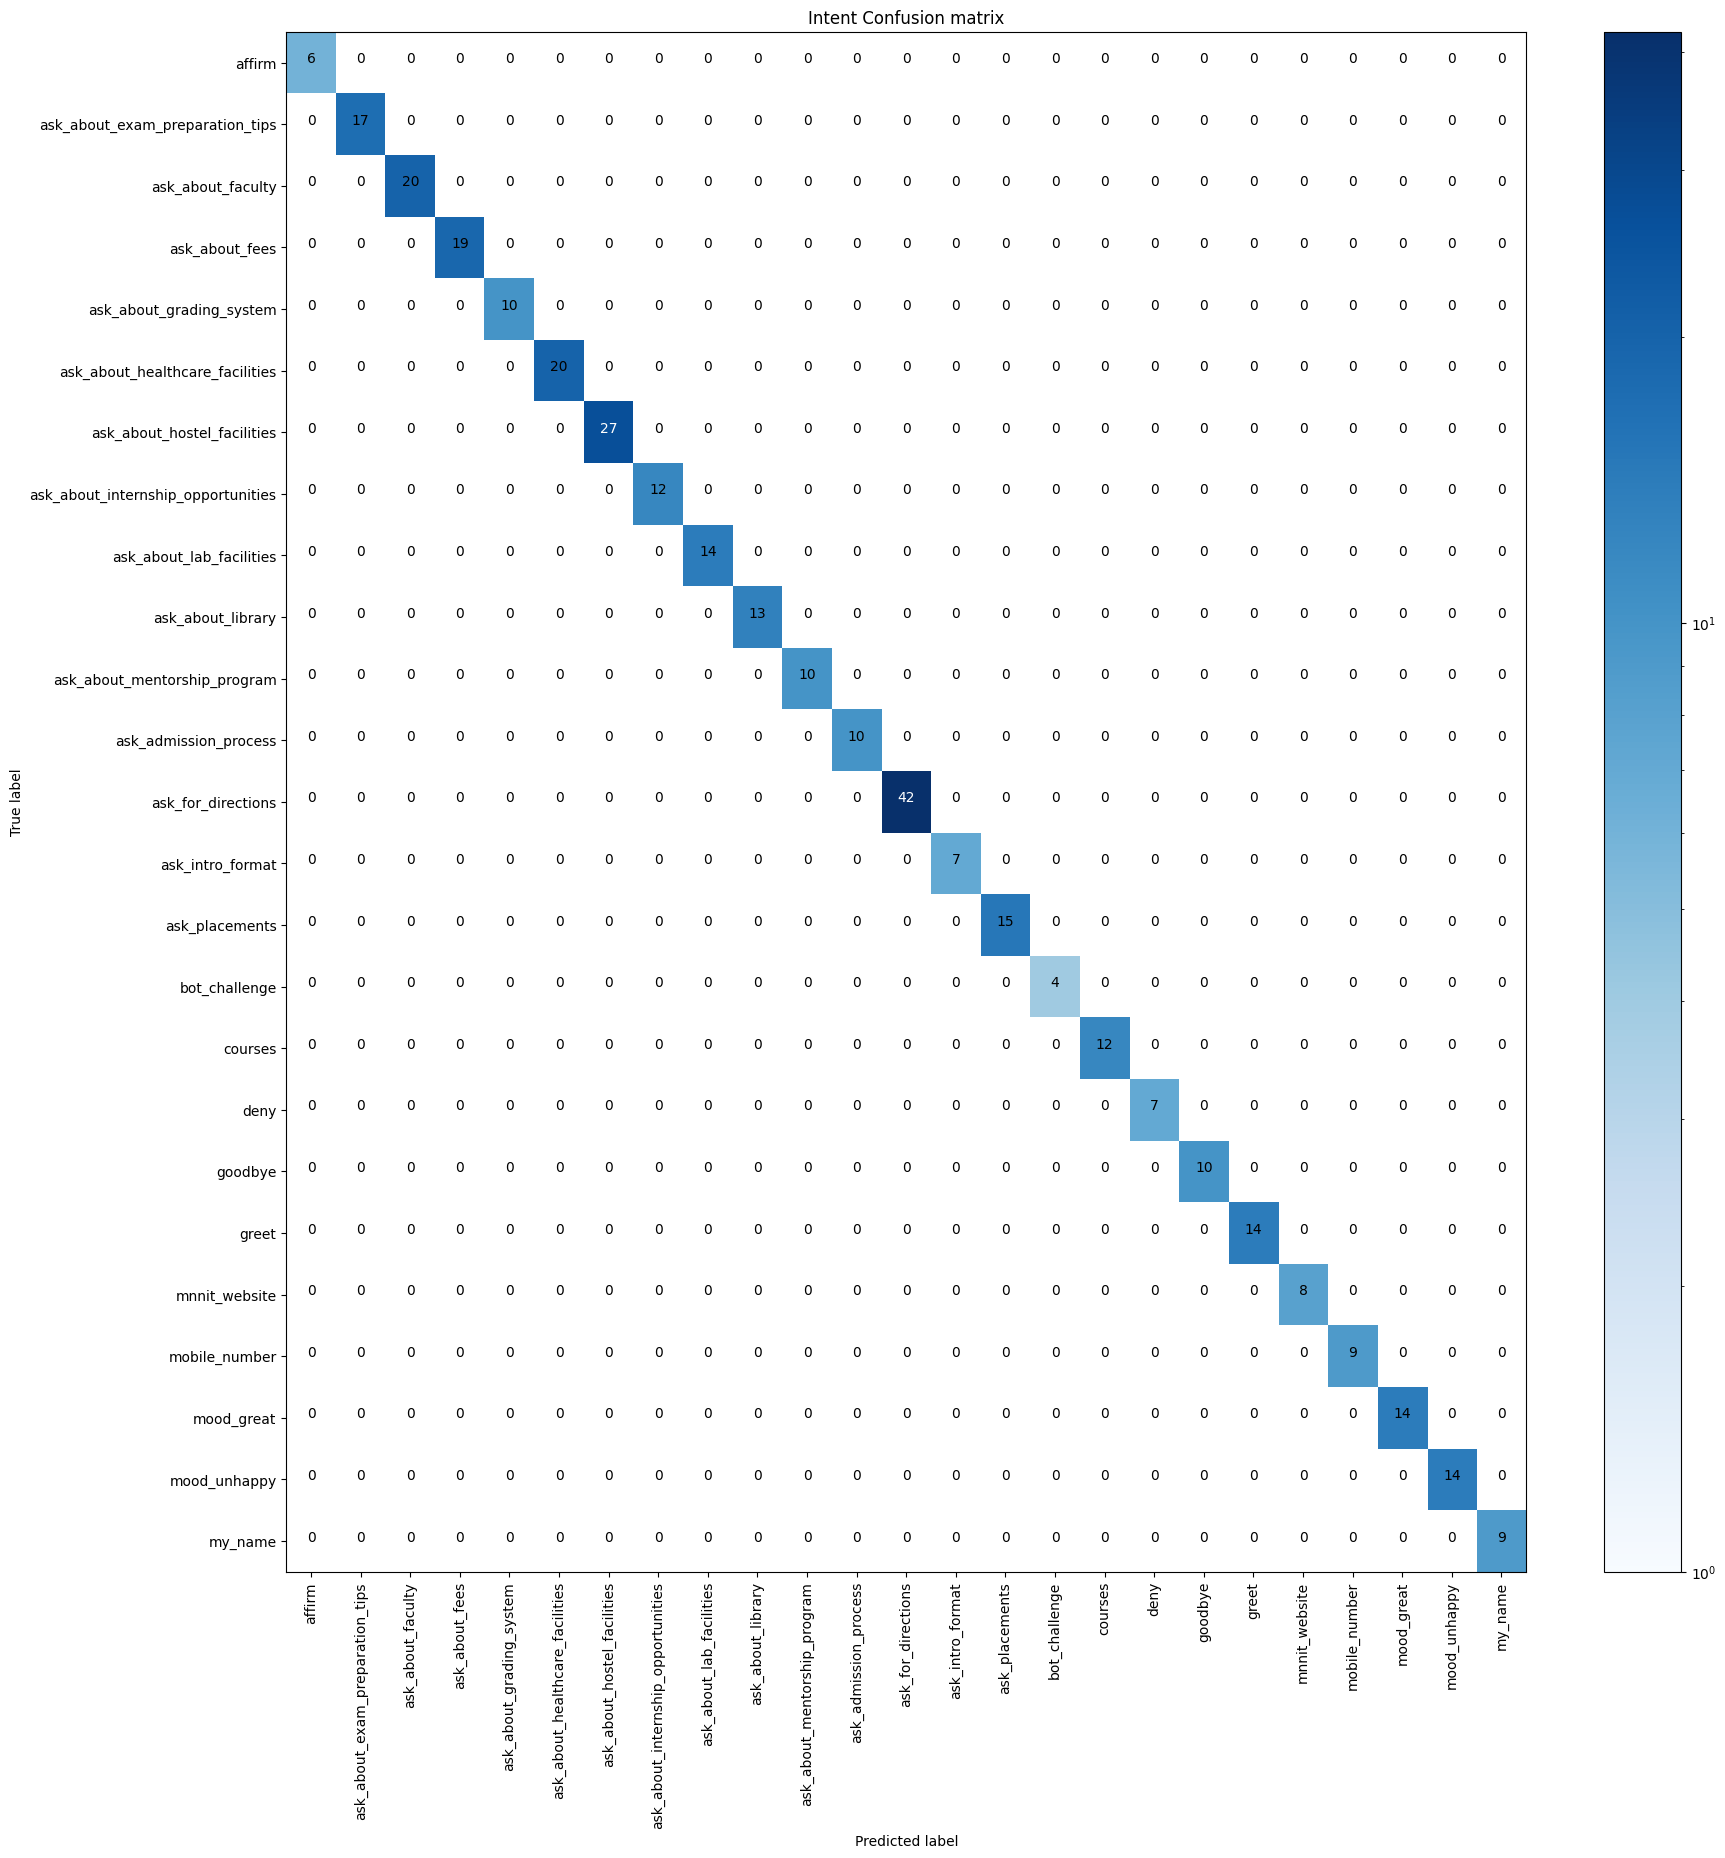 Intent Confusion matrix
affirm 6 0 0 0 0 0 0 0 0 0 0 0 0 0 0 0 0 0 0 0 0 0 0 0 0
ask_about_exam_preparation_tips 0 17 0 0 0 0 0 0 0 0 0 0 0 0 0 0 0 0 0 0 0 0 0 0 0
ask_about_faculty 0 0 20 0 0 0 0 0 0 0 0 0 0 0 0 0 0 0 0 0 0 0 0 0 0
ask_about_fees 0 0 0 19 0 0 0 0 0 0 0 0 0 0 0 0 0 0 0 0 0 0 0 0 0
ask_about_grading_system 0 0 0 0 10 0 0 0 0 0 0 0 0 0 0 0 0 0 0 0 0 0 0 0 0
ask_about_healthcare_facilities 0 0 0 0 0 20 0 0 0 0 0 0 0 0 0 0 0 0 0 0 0 0 0 0 0
ask_about_hostel_facilities 0 0 0 0 0 0 27 0 0 0 0 0 0 0 0 0 0 0 0 0 0 0 0 0 0
ask_about_internship_opportunities 0 0 0 0 0 0 0 12 0 0 0 0 0 0 0 0 0 0 0 0 0 0 0 0 0
ask_about_lab_facilities 0 0 0 0 0 0 0 0 14 0 0 0 0 0 0 0 0 0 0 0 0 0 0 0 0
ask_about_library 0 0 0 0 0 0 0 0 0 13 0 0 0 0 0 0 0 0 0 0 0 0 0 0 0
10¹
ask_about_mentorship_program 0 0 0 0 0 0 0 0 0 0 10 0 0 0 0 0 0 0 0 0 0 0 0 0 0
ask_admission_process 0 0 0 0 0 0 0 0 0 0 0 10 0 0 0 0 0 0 0 0 0 0 0 0 0
True label
ask_for_directions 0 0 0 0 0 0 0 0 0 0 0 0 42 0 0 0 0 0 0 0 0 0 0 0 0
ask_intro_format 0 0 0 0 0 0 0 0 0 0 0 0 0 7 0 0 0 0 0 0 0 0 0 0 0
ask_placements 0 0 0 0 0 0 0 0 0 0 0 0 0 0 15 0 0 0 0 0 0 0 0 0 0
bot_challenge 0 0 0 0 0 0 0 0 0 0 0 0 0 0 0 4 0 0 0 0 0 0 0 0 0
courses 0 0 0 0 0 0 0 0 0 0 0 0 0 0 0 0 12 0 0 0 0 0 0 0 0
deny 0 0 0 0 0 0 0 0 0 0 0 0 0 0 0 0 0 7 0 0 0 0 0 0 0
goodbye 0 0 0 0 0 0 0 0 0 0 0 0 0 0 0 0 0 0 10 0 0 0 0 0 0
greet 0 0 0 0 0 0 0 0 0 0 0 0 0 0 0 0 0 0 0 14 0 0 0 0 0
mnnit_website 0 0 0 0 0 0 0 0 0 0 0 0 0 0 0 0 0 0 0 0 8 0 0 0 0
mobile_number 0 0 0 0 0 0 0 0 0 0 0 0 0 0 0 0 0 0 0 0 0 9 0 0 0
mood_great 0 0 0 0 0 0 0 0 0 0 0 0 0 0 0 0 0 0 0 0 0 0 14 0 0
mood_unhappy 0 0 0 0 0 0 0 0 0 0 0 0 0 0 0 0 0 0 0 0 0 0 0 14 0
my_name 0 0 0 0 0 0 0 0 0 0 0 0 0 0 0 0 0 0 0 0 0 0 0 0 9
10⁰
affirm
ask_about_exam_preparation_tips
ask_about_faculty
ask_about_fees
ask_about_grading_system
ask_about_healthcare_facilities
ask_about_hostel_facilities
ask_about_internship_opportunities
ask_about_lab_facilities
ask_about_library
ask_about_mentorship_program
ask_admission_process
ask_for_directions
ask_intro_format
ask_placements
bot_challenge
courses
deny
goodbye
greet
mnnit_website
mobile_number
mood_great
mood_unhappy
my_name
Predicted label